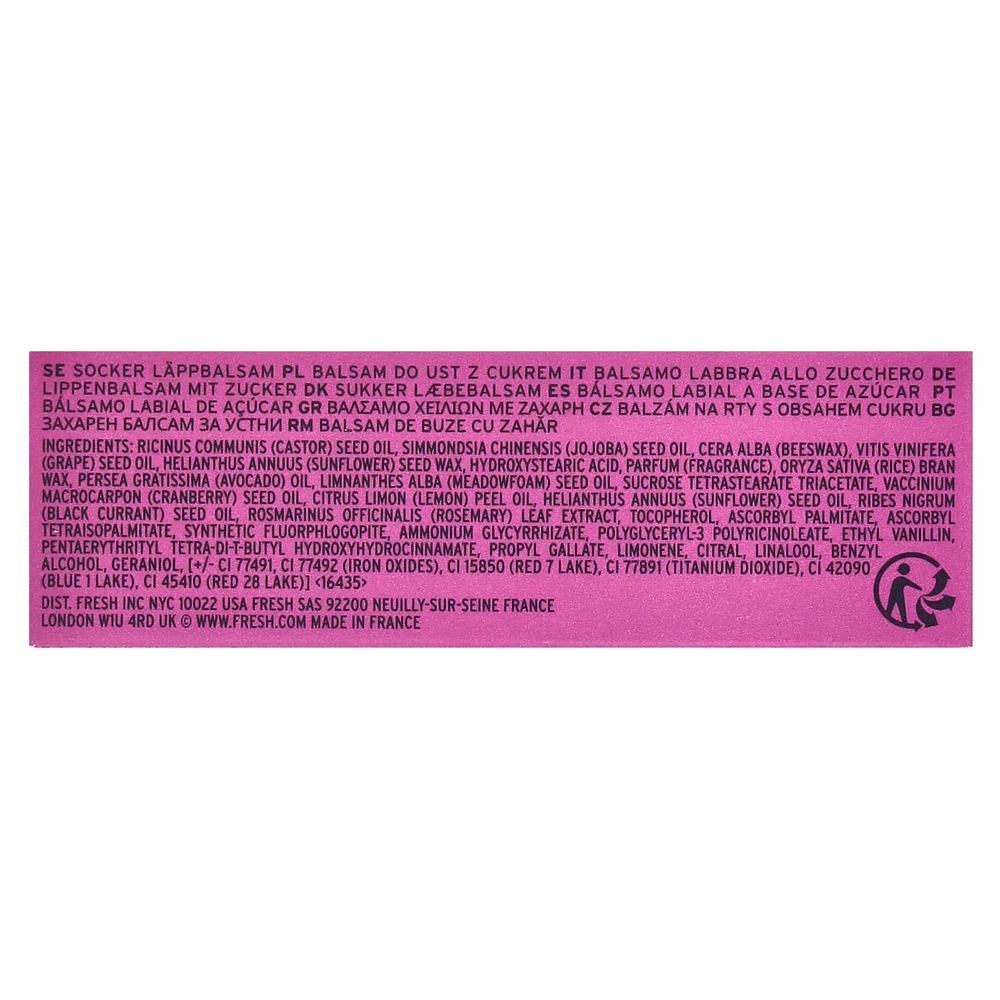 SE SOCKER LÄPPBALSAM PL BALSAM DO UST Z CUKREM IT BALSAMO LABBRA ALLO ZUCCHERO DE
LIPPENBALSAM MIT ZUCKER DK SUKKER LÆBEBALSAM ES BÁLSAMO LABIAL A BASE DE AZÚCAR PT
BÁLSAMO LABIAL DE AÇÚCAR GR ΒΑΛΣΑΜΟ ΧΕΙΛΙΩΝ ΜΕ ΖΑΧΑΡΗ CZ BALZÁM NA RTY S OBSAHEM CUKRU BG
ЗАХАРЕН БАЛСАМ ЗА УСТНИ RM BALSAM DE BUZE CU ZAHĂR
INGREDIENTS: RICINUS COMMUNIS (CASTOR) SEED OIL, SIMMONDSIA CHINENSIS (JOJOBA) SEED OIL, CERA ALBA (BEESWAX), VITIS VINIFERA
(GRAPE) SEED OIL, HELIANTHUS ANNUUS (SUNFLOWER) SEED WAX, HYDROXYSTEARIC ACID, PARFUM (FRAGRANCE), ORYZA SATIVA (RICE) BRAN
WAX, PERSEA GRATISSIMA (AVOCADO) OIL, LIMNANTHES ALBA (MEADOWFOAM) SEED OIL, SUCROSE TETRASTEARATE TRIACETATE, VACCINIUM
MACROCARPON (CRANBERRY) SEED OIL, CITRUS LIMON (LEMON) PEEL OIL, HELIANTHUS ANNUUS (SUNFLOWER) SEED OIL, RIBES NIGRUM
(BLACK CURRANT) SEED OIL, ROSMARINUS OFFICINALIS (ROSEMARY) LEAF EXTRACT, TOCOPHEROL, ASCORBYL PALMITATE, ASCORBYL
TETRAISOPALMITATE, SYNTHETIC FLUORPHLOGOPITE, AMMONIUM GLYCYRRHIZATE, POLYGLYCERYL-3 POLYRICINOLEATE, ETHYL VANILLIN,
PENTAERYTHRITYL TETRA-DI-T-BUTYL HYDROXYHYDROCINNAMATE, PROPYL GALLATE, LIMONENE, CITRAL, LINALOOL, BENZYL
ALCOHOL, GERANIOL, [+/- CI 77491, CI 77492 (IRON OXIDES), CI 15850 (RED 7 LAKE), CI 77891 (TITANIUM DIOXIDE), CI 42090
(BLUE 1 LAKE), CI 45410 (RED 28 LAKE)] <16435>
DIST. FRESH INC NYC 10022 USA FRESH SAS 92200 NEUILLY-SUR-SEINE FRANCE
LONDON W1U 4RD UK © WWW.FRESH.COM MADE IN FRANCE